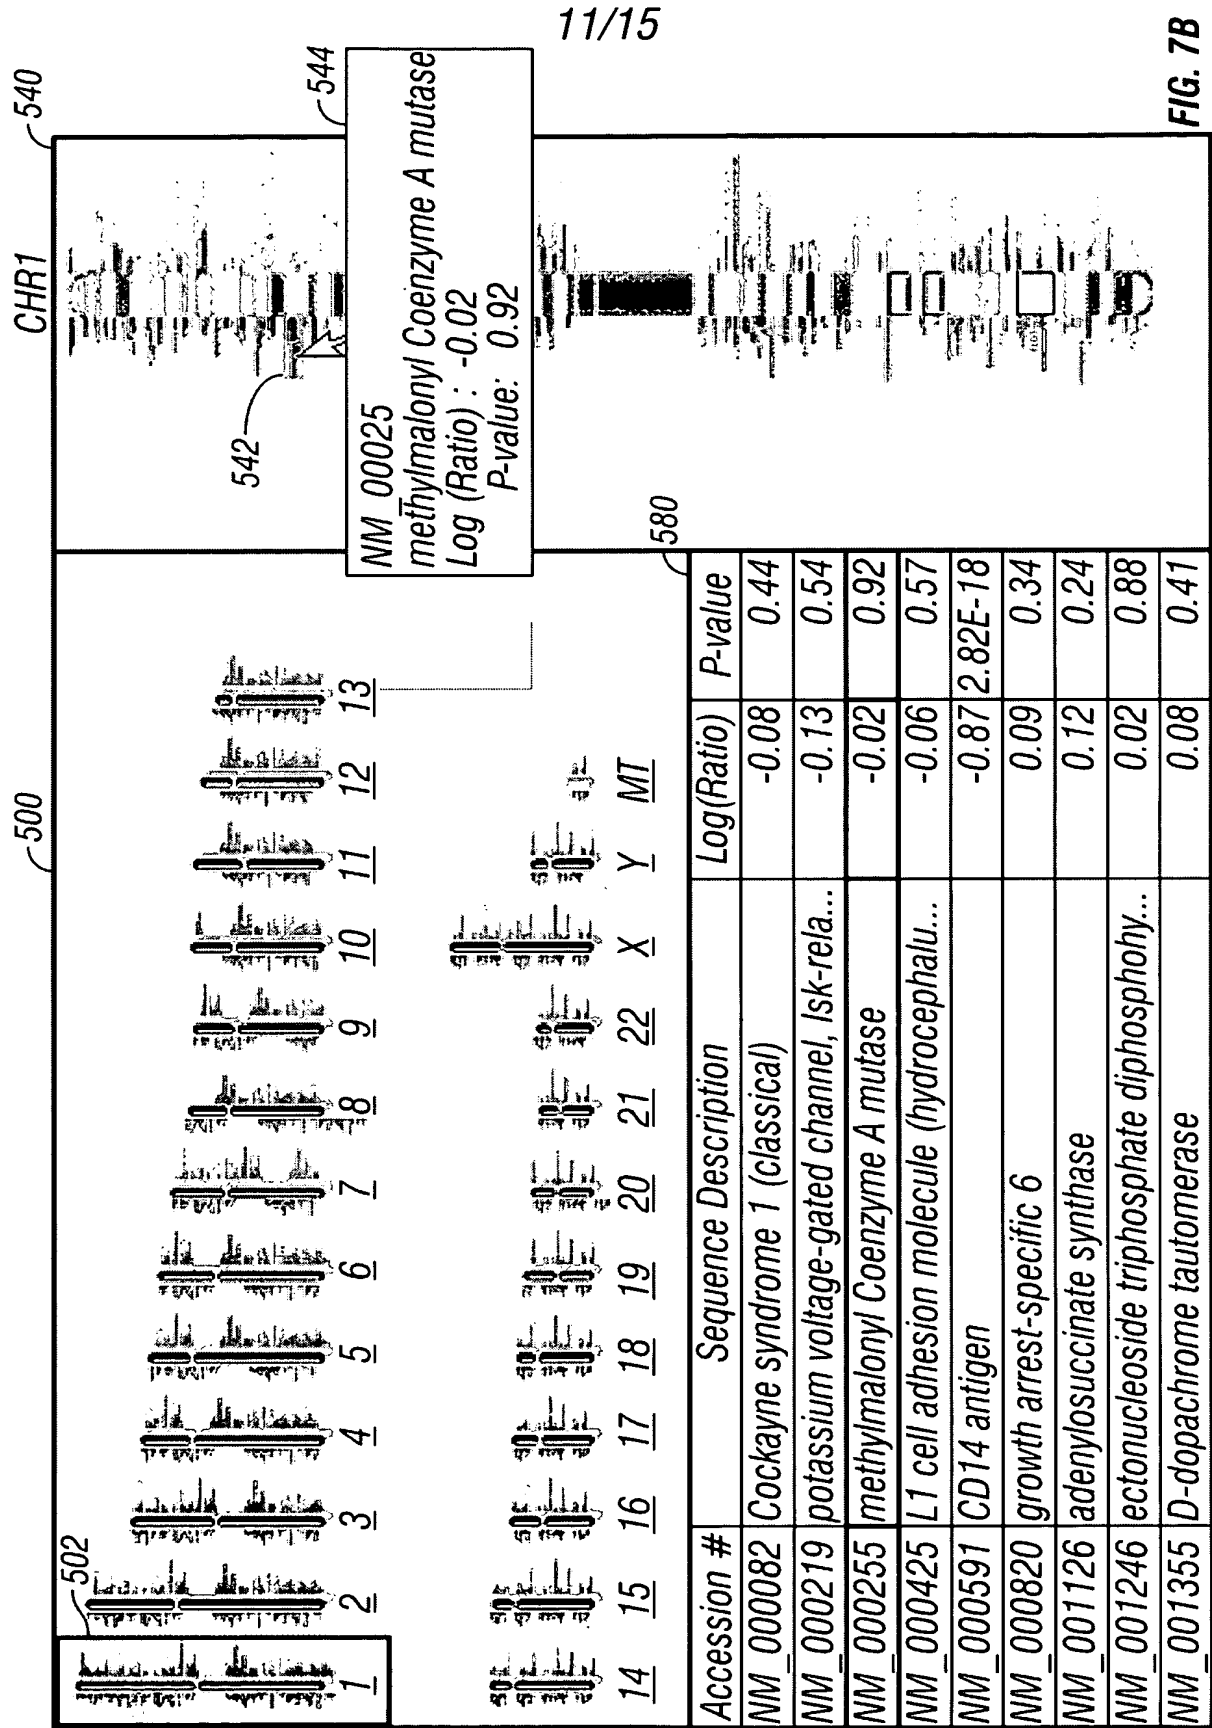 11/15
500
540
CHR1
502
542
544
NM_00025
methylmalonyl Coenzyme A mutase
Log (Ratio) : -0.02
P-value: 0.92
1 2 3 4 5 6 7 8 9 10 11 12 13
14 15 16 17 18 19 20 21 22 X Y MT
580
Accession # Sequence Description Log(Ratio) P-value
NM_000082 Cockayne syndrome 1 (classical) -0.08 0.44
NM_000219 potassium voltage-gated channel, Isk-rela... -0.13 0.54
NM_000255 methylmalonyl Coenzyme A mutase -0.02 0.92
NM_000425 L1 cell adhesion molecule (hydrocephalu... -0.06 0.57
NM_000591 CD14 antigen -0.87 2.82E-18
NM_000820 growth arrest-specific 6 0.09 0.34
NM_001126 adenylosuccinate synthase 0.12 0.24
NM_001246 ectonucleoside triphosphate diphosphohy... 0.02 0.88
NM_001355 D-dopachrome tautomerase 0.08 0.41
FIG. 7B